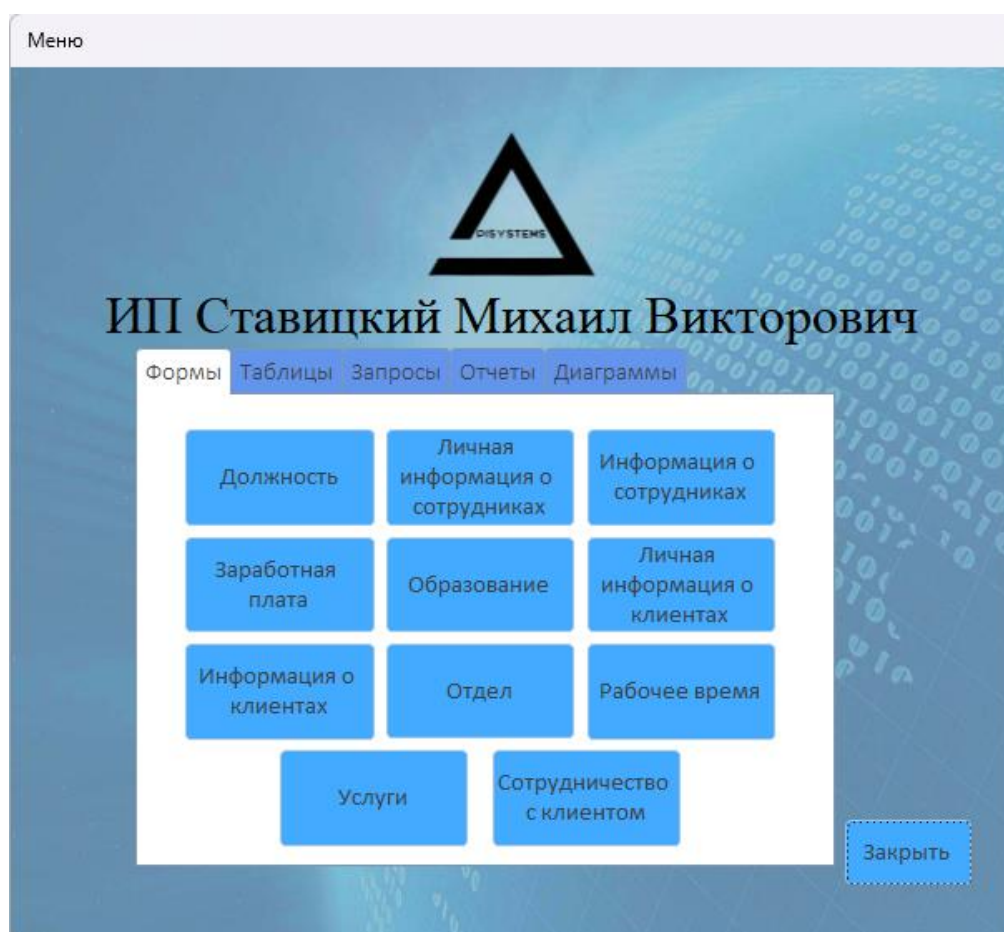 Меню
DISYSTEMS
ИП Ставицкий Михаил Викторович
Формы Таблицы Запросы Отчеты Диаграммы
Должность
Личная
информация о
сотрудниках
Информация о
сотрудниках
Заработная
плата
Образование
Личная
информация о
клиентах
Информация о
клиентах
Отдел
Рабочее время
Услуги
Сотрудничество
с клиентом
Закрыть